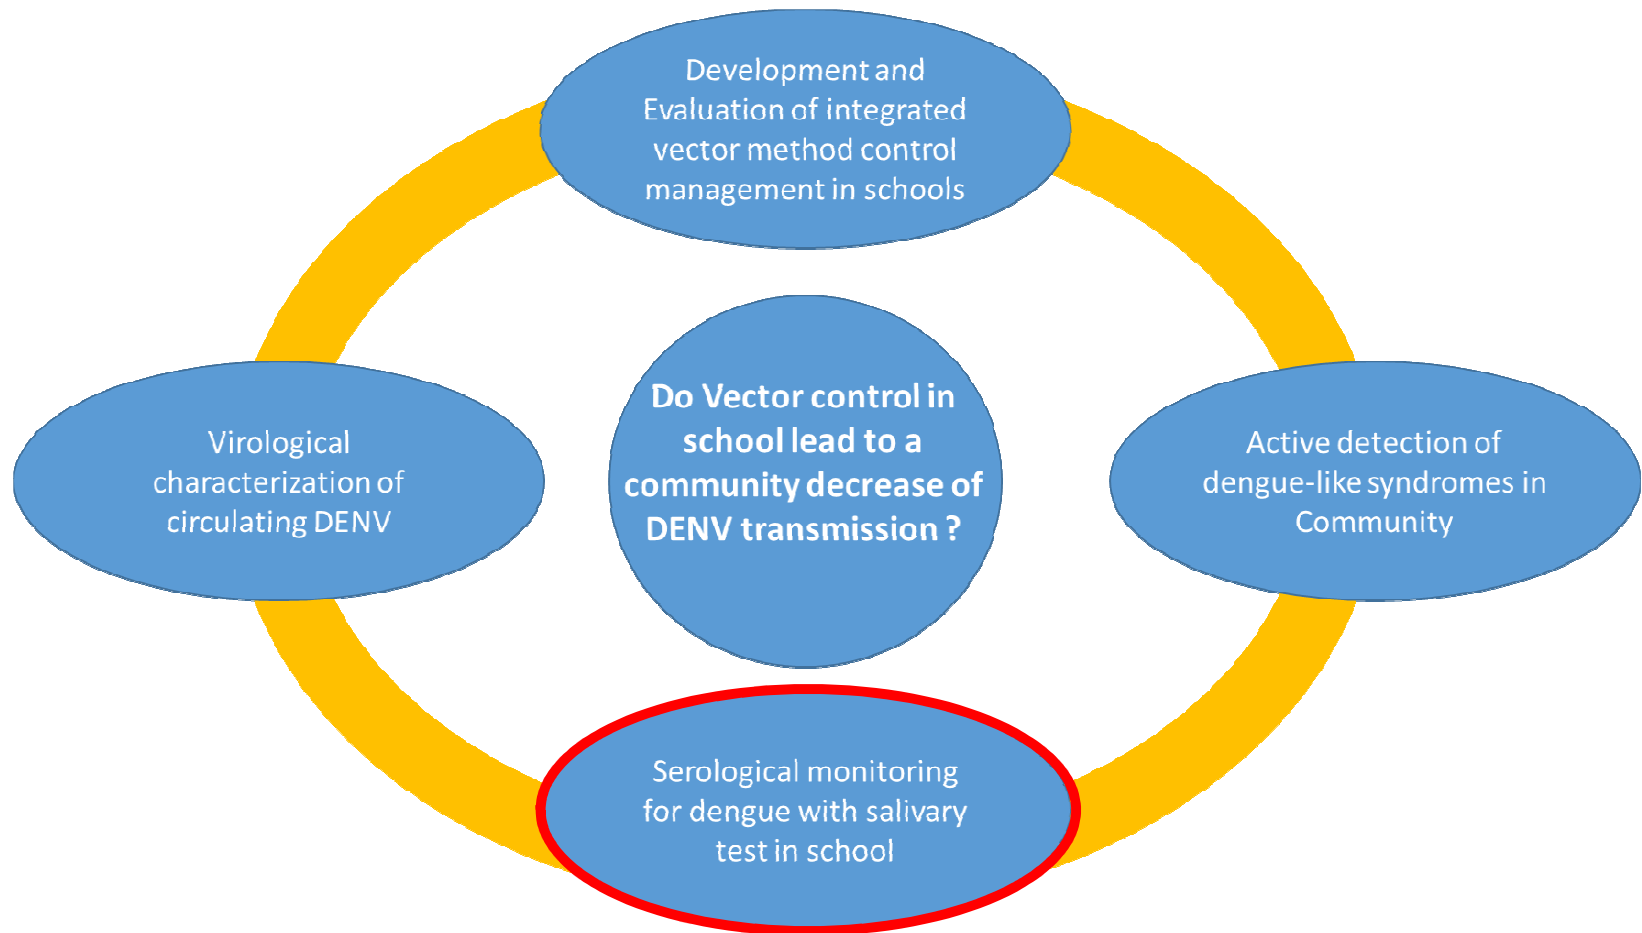 Development and
Evaluation of integrated
vector method control
management in schools
Do Vector control in
school lead to a
community decrease of
DENV transmission ?
Virological
characterization of
circulating DENV
Active detection of
dengue-like syndromes in
Community
Serological monitoring
for dengue with salivary
test in school